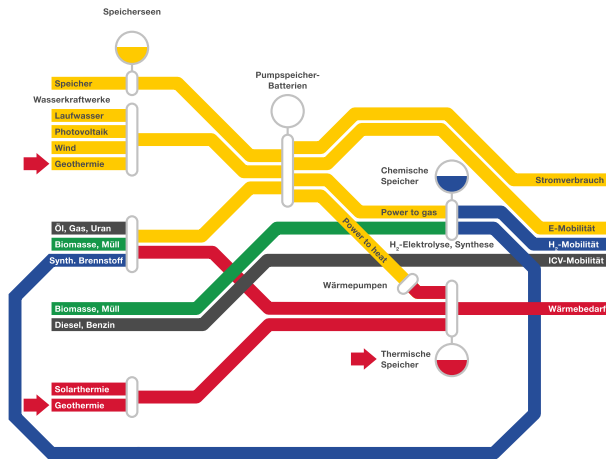 Speicherseen
Speicher
Pumpspeicher-
Batterien
Wasserkraftwerke
Laufwasser
Photovoltaik
Wind
Geothermie
Chemische
Speicher
Stromverbrauch
Power to gas
E-Mobilität
Öl, Gas, Uran
Biomasse, Müll
Synth. Brennstoff
Power to heat
H2-Elektrolyse, Synthese
H2-Mobilität
ICV-Mobilität
Wärmepumpen
Biomasse, Müll
Diesel, Benzin
Wärmebedarf
Thermische
Speicher
Solarthermie
Geothermie